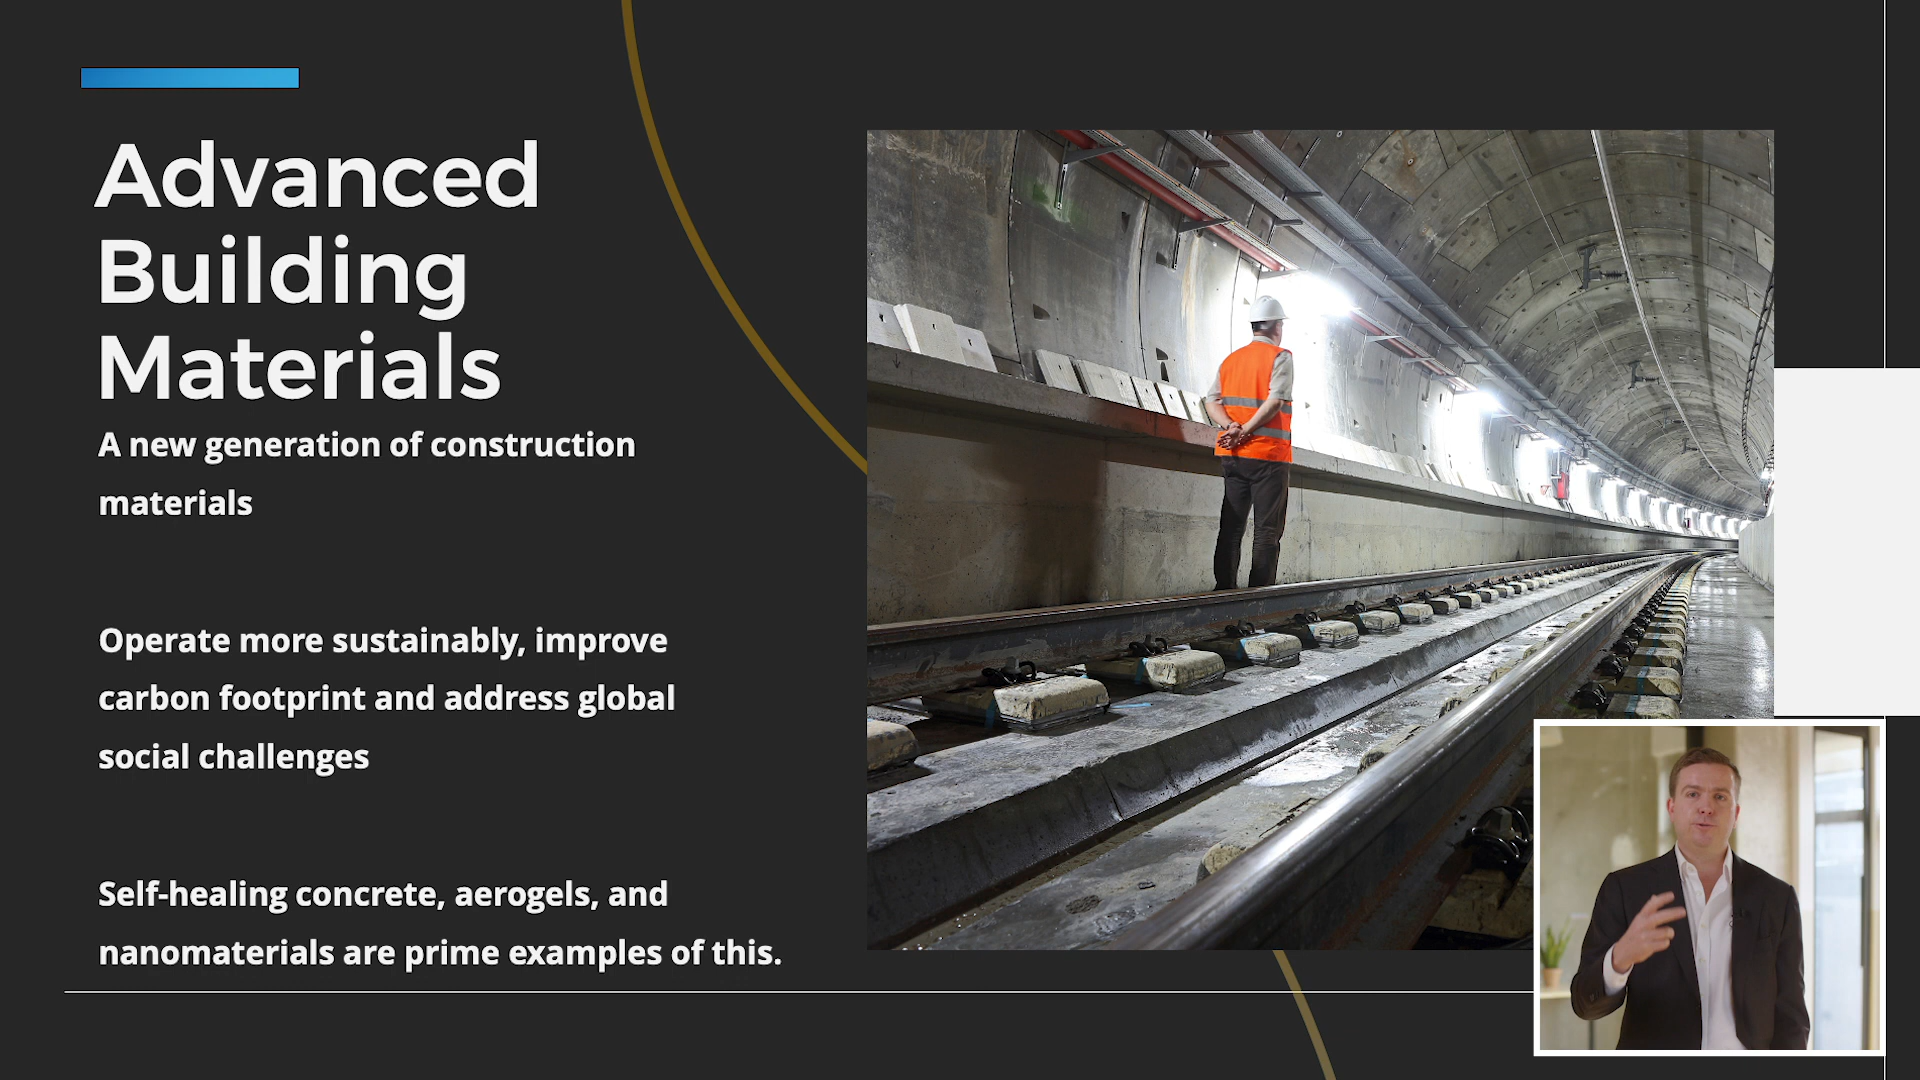 Advanced
Building
Materials
A new generation of construction
materials
Operate more sustainably, improve
carbon footprint and address global
social challenges
Self-healing concrete, aerogels, and
nanomaterials are prime examples of this.